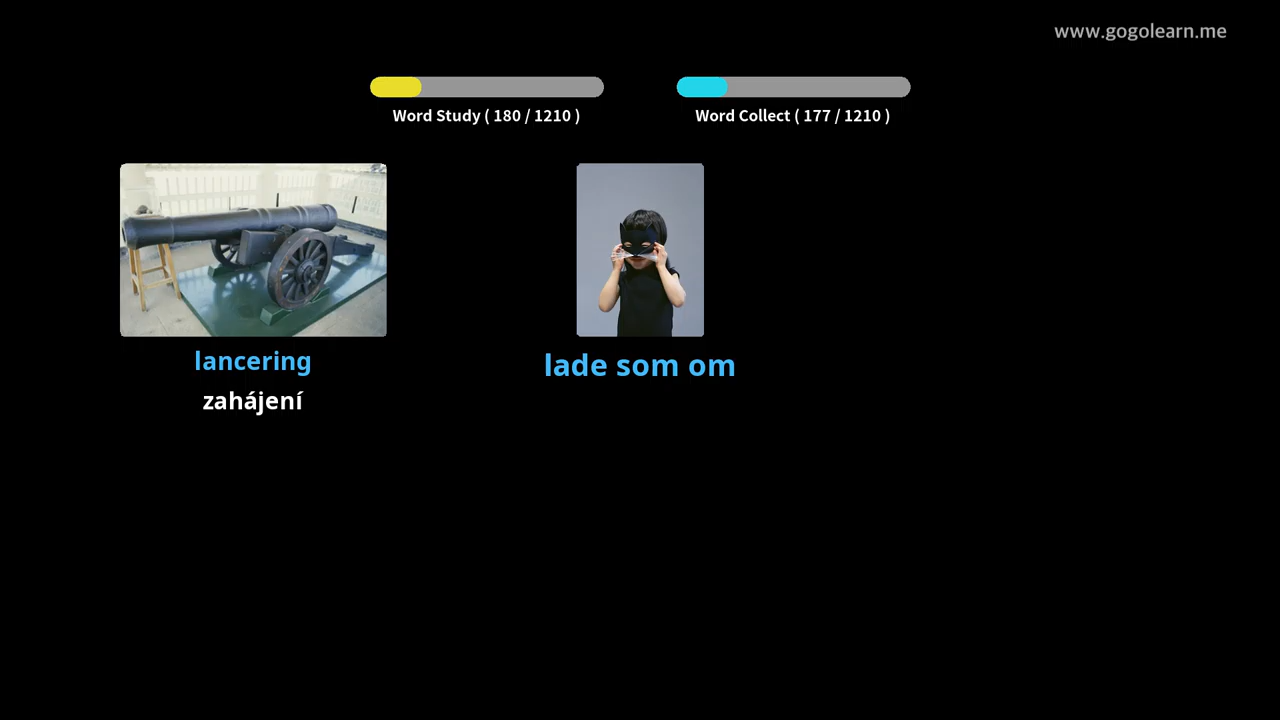 www.gogolearn.me
Word Study ( 180 / 1210 )
Word Collect ( 177 / 1210 )
lancering
zahájení
lade som om